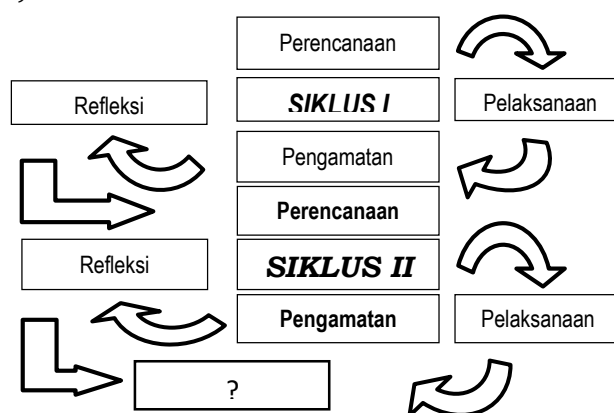 Perencanaan
Refleksi
SIKLUS I
Pelaksanaan
Pengamatan
Perencanaan
Refleksi
SIKLUS II
Pengamatan
Pelaksanaan
?